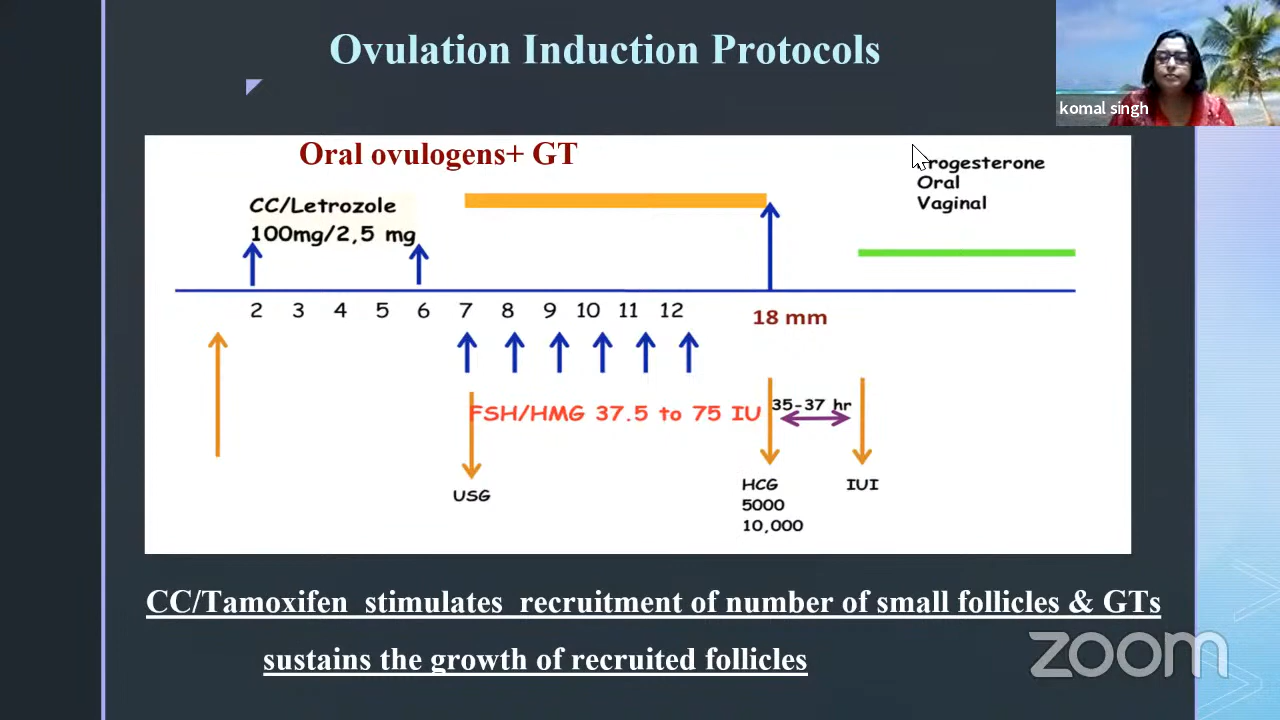 Ovulation Induction Protocols
komal singh
Oral ovulogens+ GT
CC/Letrozole
100mg/2,5 mg
Oral
Vaginal
2 3 4 5 6 7 8 9 10 11 12
18 mm
FSH/HMG 37.5 to 75 IU
35-37 hr
USG
HCG
5000
10,000
IUI
CC/Tamoxifen stimulates recruitment of number of small follicles & GTs
sustains the growth of recruited follicles
zoom